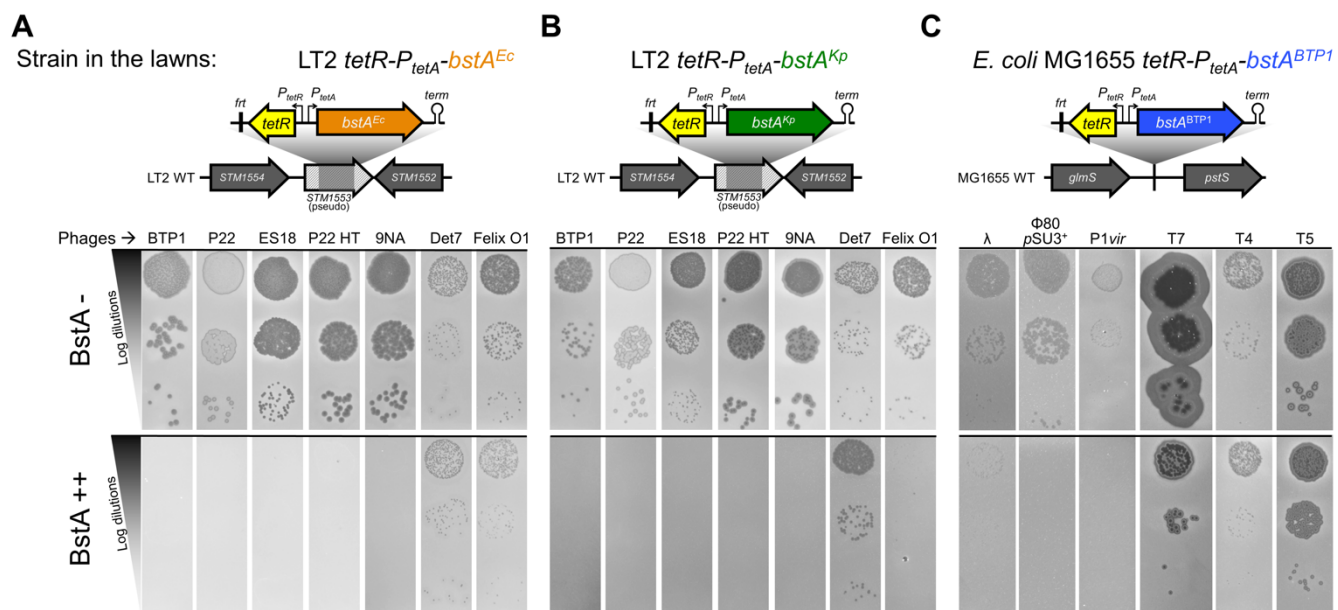 A
B
C
Strain in the lawns:
LT2 tetR-PtetA-bstAEc
LT2 tetR-PtetA-bstAKp
E. coli MG1655 tetR-PtetA-bstABTP1
frt PtetR PtetA term
tetR bstAEc
LT2 WT STM1554 STM1553 (pseudo) STM1552
frt PtetR PtetA term
tetR bstAKp
LT2 WT STM1554 STM1553 (pseudo) STM1552
frt PtetR PtetA term
tetR bstABTP1
MG1655 WT glmS pstS
Phages → BTP1 P22 ES18 P22 HT 9NA Det7 Felix O1
BTP1 P22 ES18 P22 HT 9NA Det7 Felix O1
λ Φ80 pSU3+ P1vir T7 T4 T5
BstA -
Log dilutions
BstA ++
Log dilutions